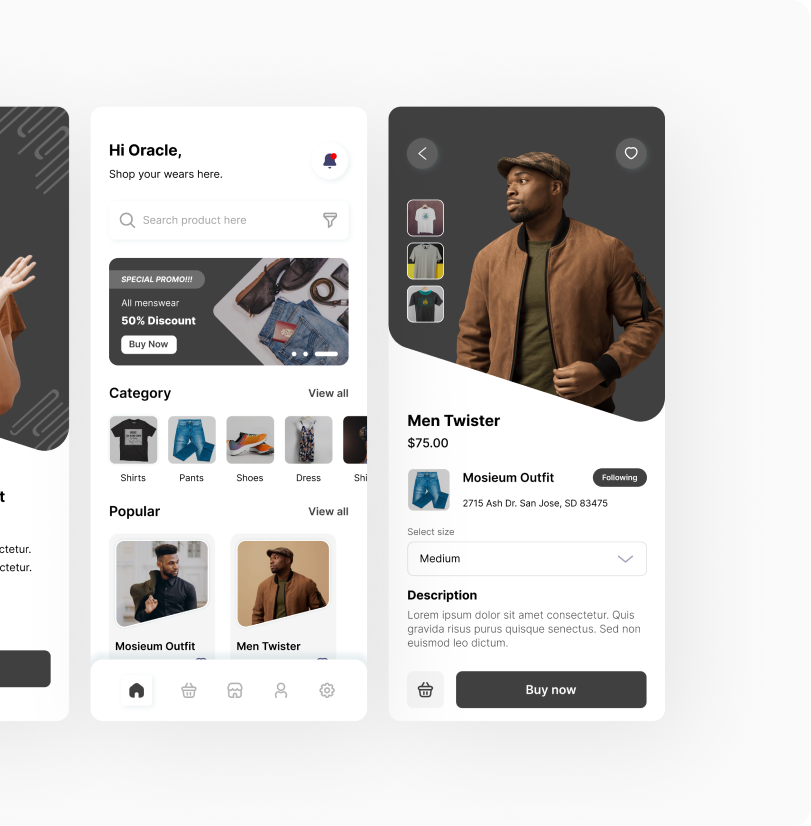 t
ctetur.
ctetur.
Hi Oracle,
Shop your wears here.
Search product here
SPECIAL PROMO!!!
All menswear
50% Discount
Buy Now
Category
View all
Shirts
Pants
Shoes
Dress
Shi
Popular
View all
Mosieum Outfit
Men Twister
Men Twister
$75.00
Mosieum Outfit
Following
2715 Ash Dr. San Jose, SD 83475
Select size
Medium
Description
Lorem ipsum dolor sit amet consectetur. Quis
gravida risus purus quisque senectus. Sed non
euismod leo dictum.
Buy now